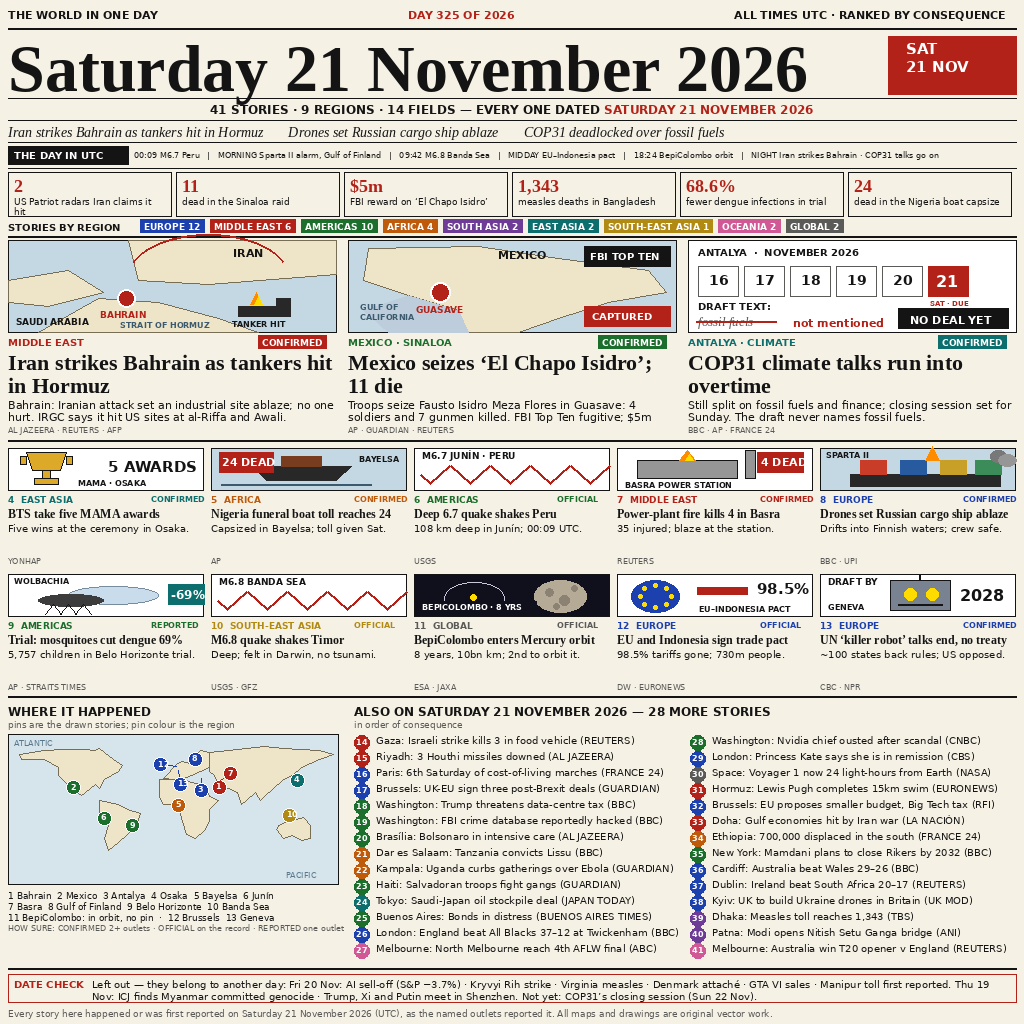 THE WORLD IN ONE DAY
DAY 325 OF 2026
ALL TIMES UTC · RANKED BY CONSEQUENCE
Saturday 21 November 2026
SAT
21 NOV
41 STORIES · 9 REGIONS · 14 FIELDS — EVERY ONE DATED SATURDAY 21 NOVEMBER 2026
Iran strikes Bahrain as tankers hit in Hormuz
Drones set Russian cargo ship ablaze
COP31 deadlocked over fossil fuels
THE DAY IN UTC
00:09 M6.7 Peru | MORNING Sparta II alarm, Gulf of Finland | 09:42 M6.8 Banda Sea | MIDDAY EU–Indonesia pact | 18:24 BepiColombo orbit | NIGHT Iran strikes Bahrain · COP31 talks go on
2
US Patriot radars Iran claims it
hit
11
dead in the Sinaloa raid
$5m
FBI reward on ‘El Chapo Isidro’
1,343
measles deaths in Bangladesh
68.6%
fewer dengue infections in trial
24
dead in the Nigeria boat capsize
STORIES BY REGION
EUROPE 12
MIDDLE EAST 6
AMERICAS 10
AFRICA 4
SOUTH ASIA 2
EAST ASIA 2
SOUTH-EAST ASIA 1
OCEANIA 2
GLOBAL 2
IRAN
SAUDI ARABIA
BAHRAIN
STRAIT OF HORMUZ
TANKER HIT
MIDDLE EAST
CONFIRMED
Iran strikes Bahrain as tankers hit
in Hormuz
Bahrain: Iranian attack set an industrial site ablaze; no one
hurt. IRGC says it hit US sites at al-Riffa and Awali.
AL JAZEERA · REUTERS · AFP
MEXICO
FBI TOP TEN
GULF OF
CALIFORNIA
GUASAVE
CAPTURED
MEXICO · SINALOA
CONFIRMED
Mexico seizes ‘El Chapo Isidro’;
11 die
Troops seize Fausto Isidro Meza Flores in Guasave: 4
soldiers and 7 gunmen killed. FBI Top Ten fugitive; $5m
AP · GUARDIAN · REUTERS
ANTALYA · NOVEMBER 2026
16 17 18 19 20 21
SAT · DUE
DRAFT TEXT:
fossil fuels
not mentioned
NO DEAL YET
ANTALYA · CLIMATE
CONFIRMED
COP31 climate talks run into
overtime
Still split on fossil fuels and finance; closing session set for
Sunday. The draft never names fossil fuels.
BBC · AP · FRANCE 24
5 AWARDS
MAMA · OSAKA
4 EAST ASIA
CONFIRMED
BTS take five MAMA awards
Five wins at the ceremony in Osaka.
YONHAP
24 DEAD
BAYELSA
5 AFRICA
CONFIRMED
Nigeria funeral boat toll reaches 24
Capsized in Bayelsa; toll given Sat.
AP
M6.7 JUNÍN · PERU
6 AMERICAS
OFFICIAL
Deep 6.7 quake shakes Peru
108 km deep in Junín; 00:09 UTC.
USGS
4 DEAD
BASRA POWER STATION
7 MIDDLE EAST
CONFIRMED
Power-plant fire kills 4 in Basra
35 injured; blaze at the station.
REUTERS
SPARTA II
8 EUROPE
CONFIRMED
Drones set Russian cargo ship ablaze
Drifts into Finnish waters; crew safe.
BBC · UPI
WOLBACHIA
-69%
9 AMERICAS
REPORTED
Trial: mosquitoes cut dengue 69%
5,757 children in Belo Horizonte trial.
AP · STRAITS TIMES
M6.8 BANDA SEA
10 SOUTH-EAST ASIA
OFFICIAL
M6.8 quake shakes Timor
Deep; felt in Darwin, no tsunami.
USGS · GFZ
BEPICOLOMBO · 8 YRS
11 GLOBAL
OFFICIAL
BepiColombo enters Mercury orbit
8 years, 10bn km; 2nd to orbit it.
ESA · JAXA
98.5%
EU–INDONESIA PACT
12 EUROPE
OFFICIAL
EU and Indonesia sign trade pact
98.5% tariffs gone; 730m people.
DW · EURONEWS
DRAFT BY
2028
GENEVA
13 EUROPE
CONFIRMED
UN ‘killer robot’ talks end, no treaty
~100 states back rules; US opposed.
CBC · NPR
WHERE IT HAPPENED
pins are the drawn stories; pin colour is the region
ATLANTIC
8
7
4
2
3
1
5
10
6
9
PACIFIC
1 Bahrain 2 Mexico 3 Antalya 4 Osaka 5 Bayelsa 6 Junín
7 Basra 8 Gulf of Finland 9 Belo Horizonte 10 Banda Sea
11 BepiColombo: in orbit, no pin · 12 Brussels 13 Geneva
HOW SURE: CONFIRMED 2+ outlets · OFFICIAL on the record · REPORTED one outlet
ALSO ON SATURDAY 21 NOVEMBER 2026 — 28 MORE STORIES
in order of consequence
14 Gaza: Israeli strike kills 3 in food vehicle (REUTERS)
15 Riyadh: 3 Houthi missiles downed (AL JAZEERA)
16 Paris: 6th Saturday of cost-of-living marches (FRANCE 24)
17 Brussels: UK-EU sign three post-Brexit deals (GUARDIAN)
18 Washington: Trump threatens data-centre tax (BBC)
19 Washington: FBI crime database reportedly hacked (BBC)
20 Brasília: Bolsonaro in intensive care (AL JAZEERA)
21 Dar es Salaam: Tanzania convicts Lissu (BBC)
22 Kampala: Uganda curbs gatherings over Ebola (GUARDIAN)
23 Haiti: Salvadoran troops fight gangs (GUARDIAN)
24 Tokyo: Saudi-Japan oil stockpile deal (JAPAN TODAY)
25 Buenos Aires: Bonds in distress (BUENOS AIRES TIMES)
26 London: England beat All Blacks 37–12 at Twickenham (BBC)
27 Melbourne: North Melbourne reach 4th AFLW final (ABC)
28 Washington: Nvidia chief ousted after scandal (CNBC)
29 London: Princess Kate says she is in remission (CBS)
30 Space: Voyager 1 now 24 light-hours from Earth (NASA)
31 Hormuz: Lewis Pugh completes 15km swim (EURONEWS)
32 Brussels: EU proposes smaller budget, Big Tech tax (RFI)
33 Doha: Gulf economies hit by Iran war (LA NACIÓN)
34 Ethiopia: 700,000 displaced in the south (FRANCE 24)
35 New York: Mamdani plans to close Rikers by 2032 (BBC)
36 Cardiff: Australia beat Wales 29–26 (BBC)
37 Dublin: Ireland beat South Africa 20–17 (REUTERS)
38 Kyiv: UK to build Ukraine drones in Britain (UK MOD)
39 Dhaka: Measles toll reaches 1,343 (TBS)
40 Patna: Modi opens Nitish Setu Ganga bridge (ANI)
41 Melbourne: Australia win T20 opener v England (REUTERS)
DATE CHECK
Left out — they belong to another day: Fri 20 Nov: AI sell-off (S&P −3.7%) · Kryvyi Rih strike · Virginia measles · Denmark attaché · GTA VI sales · Manipur toll first reported. Thu 19
Nov: ICJ finds Myanmar committed genocide · Trump, Xi and Putin meet in Shenzhen. Not yet: COP31’s closing session (Sun 22 Nov).
Every story here happened or was first reported on Saturday 21 November 2026 (UTC), as the named outlets reported it. All maps and drawings are original vector work.